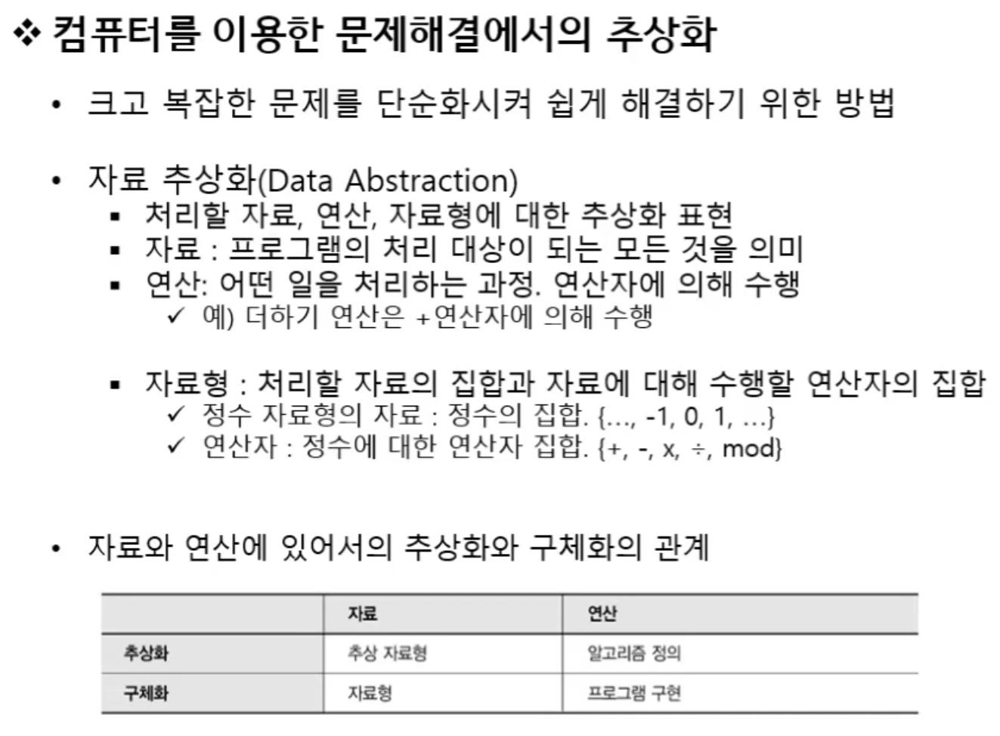 ❖ 컴퓨터를 이용한 문제해결에서의 추상화
• 크고 복잡한 문제를 단순화시켜 쉽게 해결하기 위한 방법
• 자료 추상화(Data Abstraction)
▪ 처리할 자료, 연산, 자료형에 대한 추상화 표현
▪ 자료 : 프로그램의 처리 대상이 되는 모든 것을 의미
▪ 연산: 어떤 일을 처리하는 과정. 연산자에 의해 수행
✓ 예) 더하기 연산은 +연산자에 의해 수행
▪ 자료형 : 처리할 자료의 집합과 자료에 대해 수행할 연산자의 집합
✓ 정수 자료형의 자료 : 정수의 집합. {…, -1, 0, 1, …}
✓ 연산자 : 정수에 대한 연산자 집합. {+, -, x, ÷, mod}
• 자료와 연산에 있어서의 추상화와 구체화의 관계
자료 연산
추상화 추상 자료형 알고리즘 정의
구체화 자료형 프로그램 구현